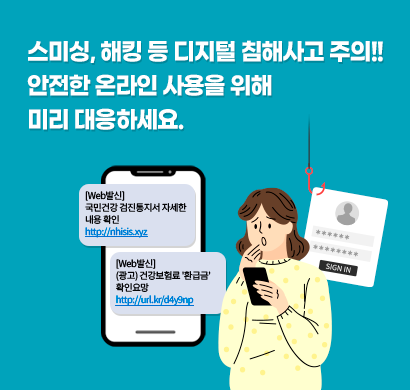 스미싱, 해킹 등 디지털 침해사고 주의!!
안전한 온라인 사용을 위해
미리 대응하세요.
[Web발신]
국민건강 검진통지서 자세한
내용 확인
http://nhisis.xyz
[Web발신]
(광고) 건강보험료 '환급금'
확인요망
http://url.kr/d4y9np
******
********
SIGN IN